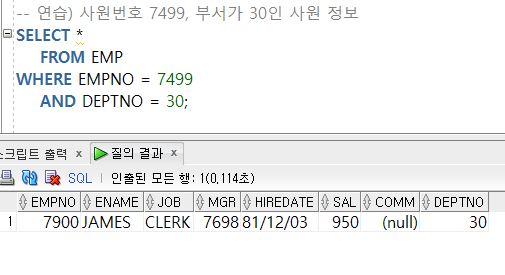 -- 연습) 사원번호 7499, 부서가 30인 사원 정보
SELECT *
FROM EMP
WHERE EMPNO = 7499
AND DEPTNO = 30;
스크립트 출력 x 질의 결과 x
SQL | 인출된 모든 행: 1(0,114초)
EMPNO ENAME JOB MGR HIREDATE SAL COMM DEPTNO
1 7900 JAMES CLERK 7698 81/12/03 950 (null) 30